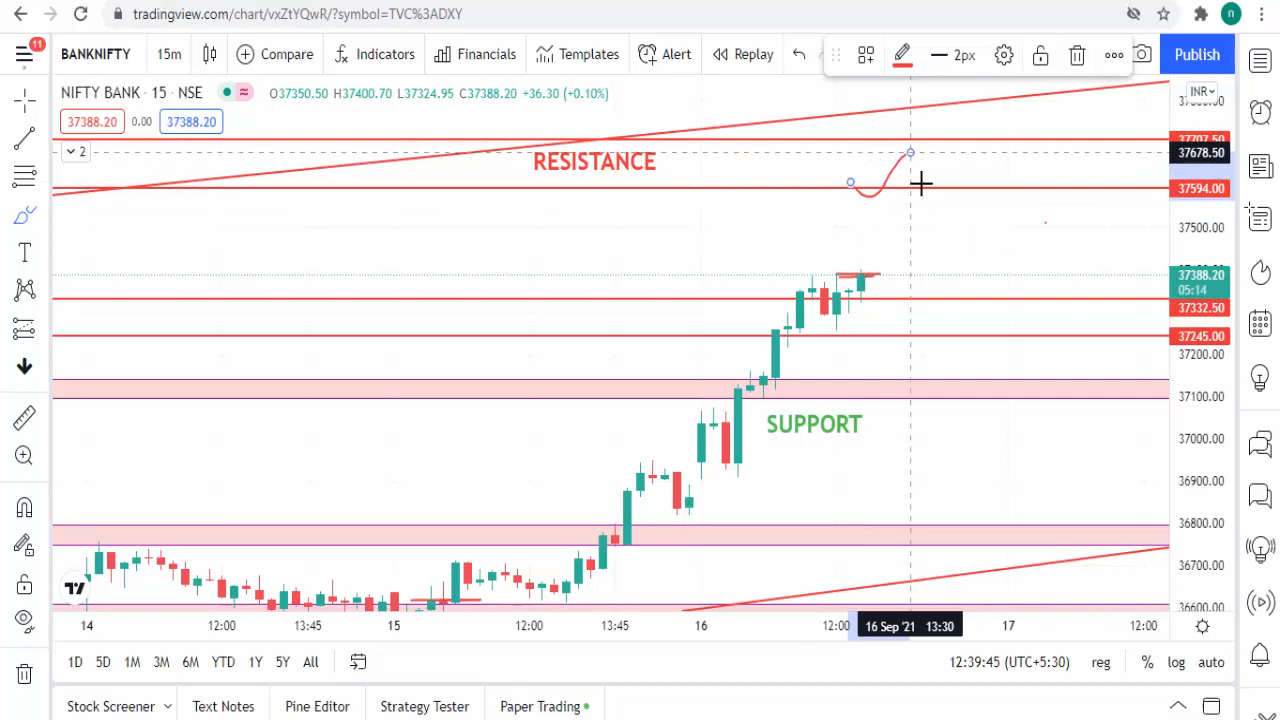 tradingview.com/chart/vxZtYQwR/?symbol=TVC%3ADXY
n
11
BANKNIFTY 15m Compare Indicators Financials Templates Alert Replay 2px Publish
NIFTY BANK · 15 · NSE O37350.50 H37400.70 L37324.95 C37388.20 +36.30 (+0.10%)
INR
37388.20 0.00 37388.20
37707.50
2
37678.50
RESISTANCE
37594.00
37500.00
37388.20
05:14
37332.50
37245.00
37200.00
37100.00
SUPPORT
37000.00
36900.00
36800.00
36700.00
36600.00
14 12:00 13:45 15 12:00 13:45 16 12:00 16 Sep '21 13:30 17 12:00
1D 5D 1M 3M 6M YTD 1Y 5Y All 12:39:45 (UTC+5:30) reg % log auto
Stock Screener Text Notes Pine Editor Strategy Tester Paper Trading